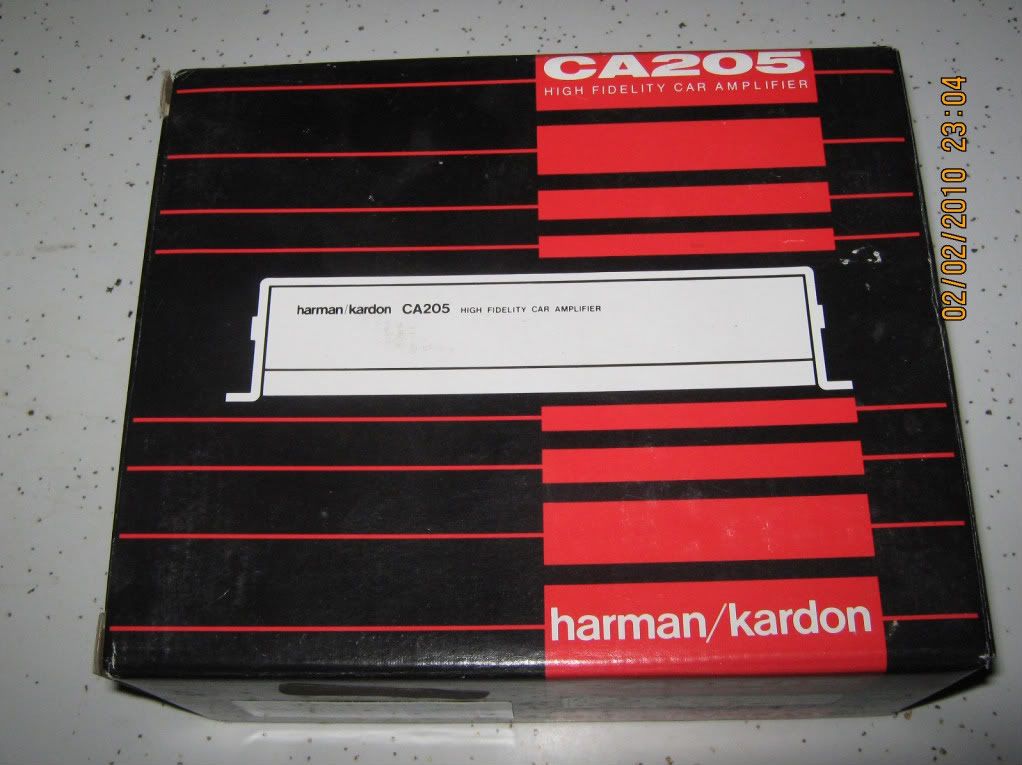 CA205
HIGH FIDELITY CAR AMPLIFIER
harman/kardon CA205 HIGH FIDELITY CAR AMPLIFIER
harman/kardon
02/02/2010 23:04